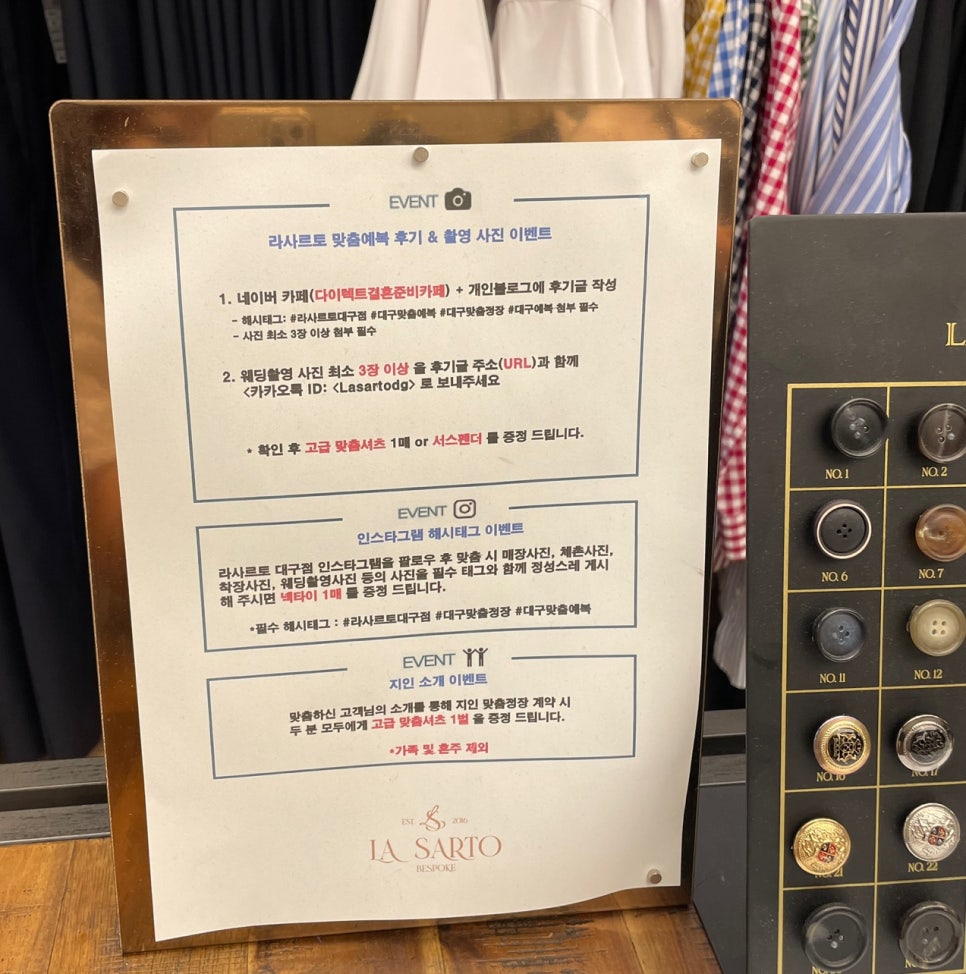 EVENT
라사르토 맞춤예복 후기 & 촬영 사진 이벤트
1. 네이버 카페(다이렉트결혼준비카페) + 개인블로그에 후기글 작성
- 해시태그: #라사르토대구점 #대구맞춤예복 #대구맞춤정장 #대구예복 첨부 필수
- 사진 최소 3장 이상 첨부 필수
2. 웨딩촬영 사진 최소 3장 이상 을 후기글 주소(URL)과 함께
<카카오톡 ID: <Lasartodg> 로 보내주세요
* 확인 후 고급 맞춤셔츠 1매 or 서스펜더 를 증정 드립니다.
EVENT
인스타그램 해시태그 이벤트
라사르토 대구점 인스타그램을 팔로우 후 맞춤 시 매장사진, 체촌사진,
착장사진, 웨딩촬영사진 등의 사진을 필수 태그와 함께 정성스레 게시
해 주시면 넥타이 1매 를 증정 드립니다.
*필수 해시태그 : #라사르토대구점 #대구맞춤정장 #대구맞춤예복
EVENT
지인 소개 이벤트
맞춤하신 고객님의 소개를 통해 지인 맞춤정장 계약 시
두 분 모두에게 고급 맞춤셔츠 1벌 을 증정 드립니다.
*가족 및 혼주 제외
EST. 2016
LA SARTO
BESPOKE
L
NO. 1 NO. 2
NO. 6 NO. 7
NO. 11 NO. 12
NO. 16 NO. 17
NO. 21 NO. 22